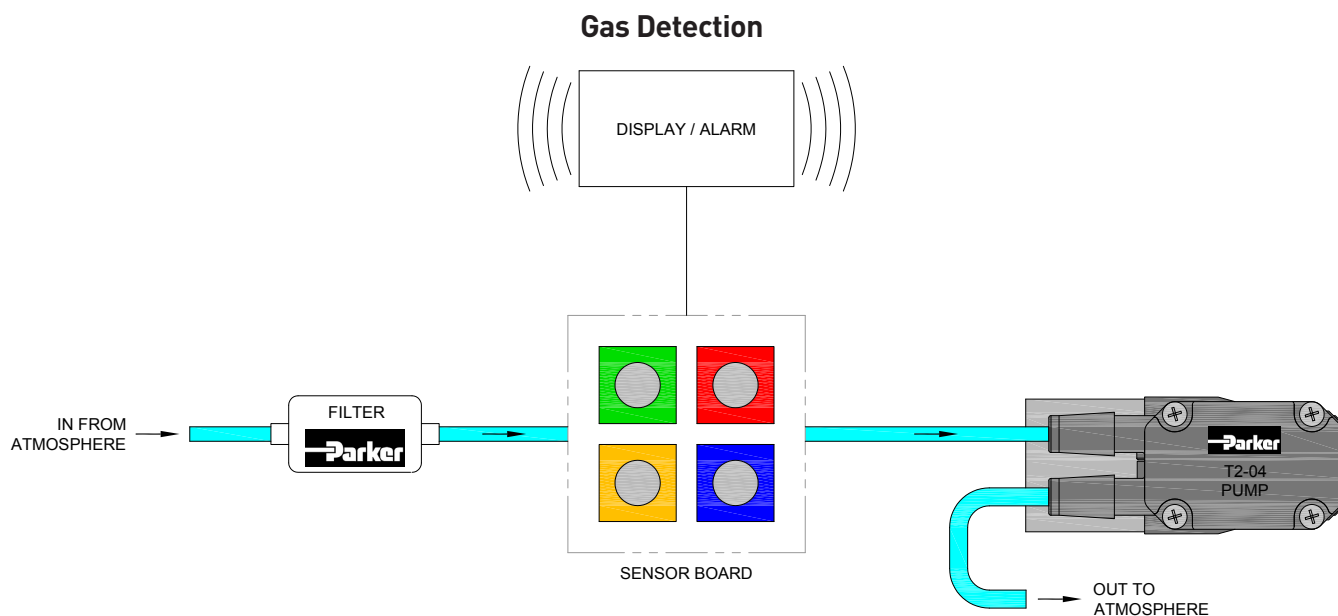 Gas Detection
DISPLAY / ALARM
FILTER
Parker
IN FROM
ATMOSPHERE
Parker
T2-04
PUMP
SENSOR BOARD
OUT TO
ATMOSPHERE